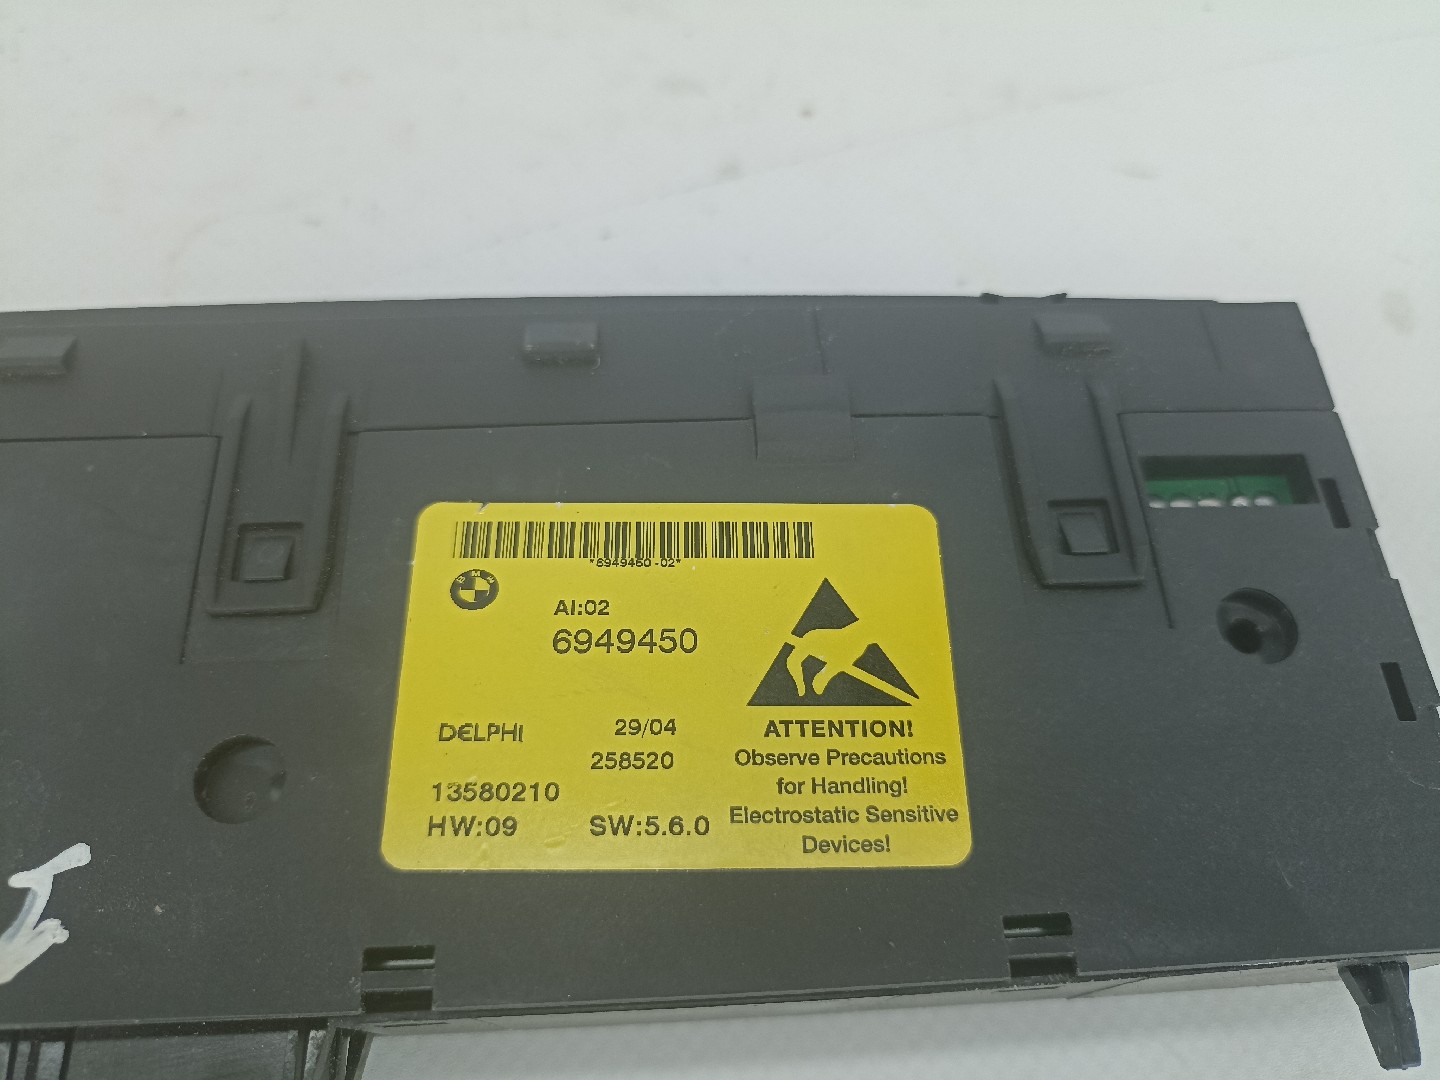 *6949450-02*
BMW
AI:02
6949450
DELPHI
29/04
258520
13580210
HW:09
SW:5.6.0
ATTENTION!
Observe Precautions
for Handling!
Electrostatic Sensitive
Devices!